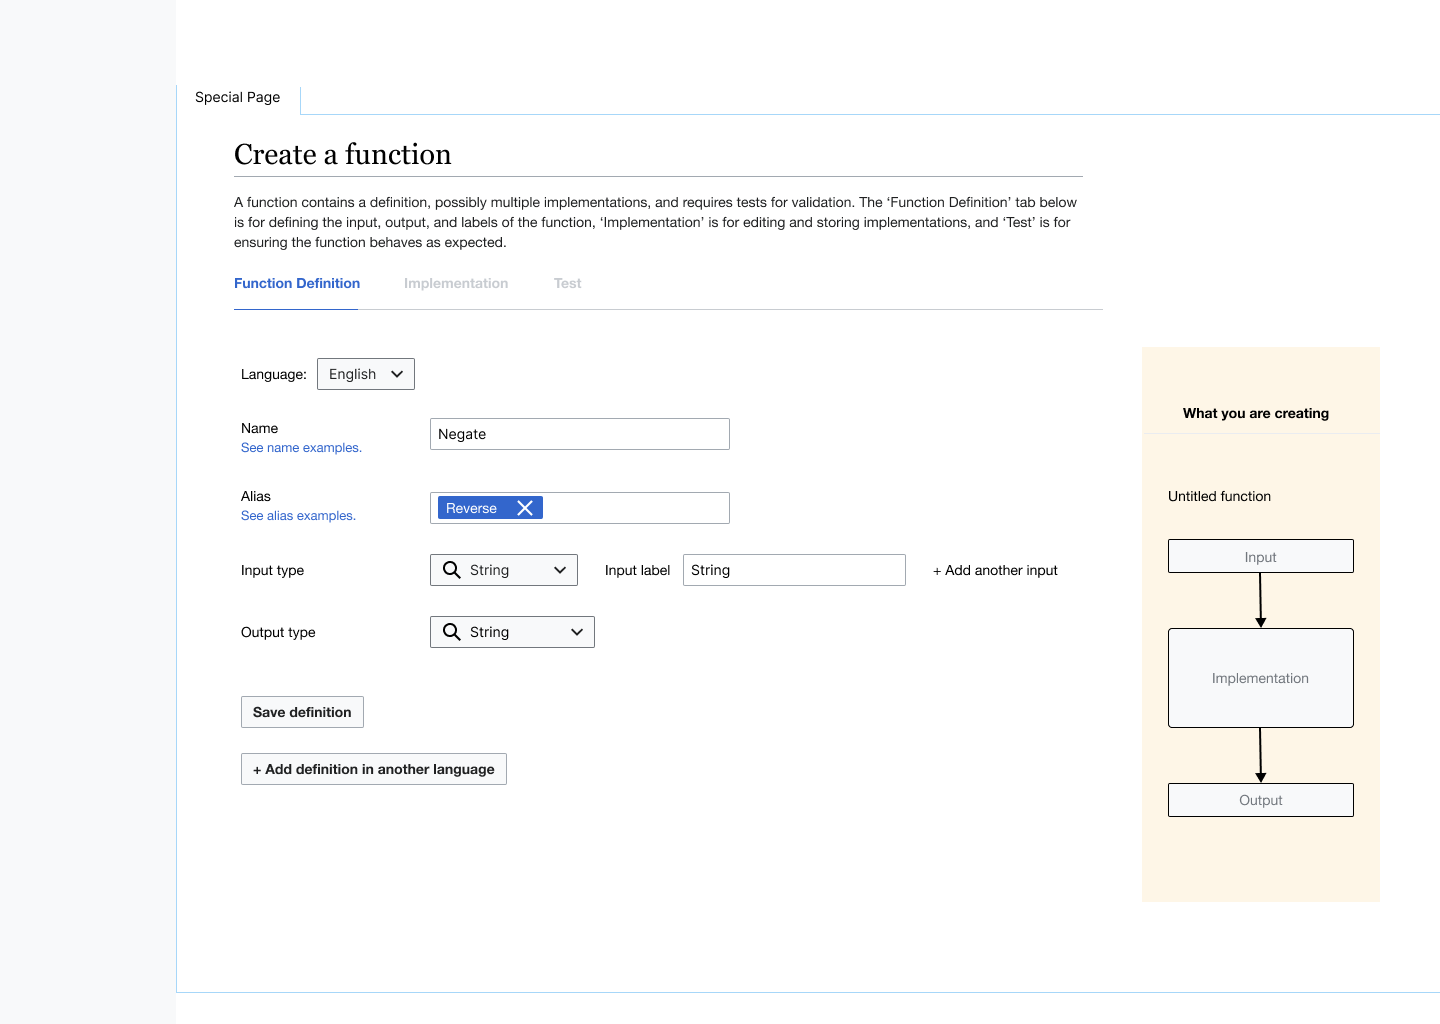 Special Page
Create a function
A function contains a definition, possibly multiple implementations, and requires tests for validation. The ‘Function Definition’ tab below
is for defining the input, output, and labels of the function, ‘Implementation’ is for editing and storing implementations, and ‘Test’ is for
ensuring the function behaves as expected.
Function Definition Implementation Test
Language: English
Name Negate
See name examples.
Alias
See alias examples.
Reverse
Input type String Input label String + Add another input
Output type String
Save definition
+ Add definition in another language
What you are creating
Untitled function
Input
Implementation
Output